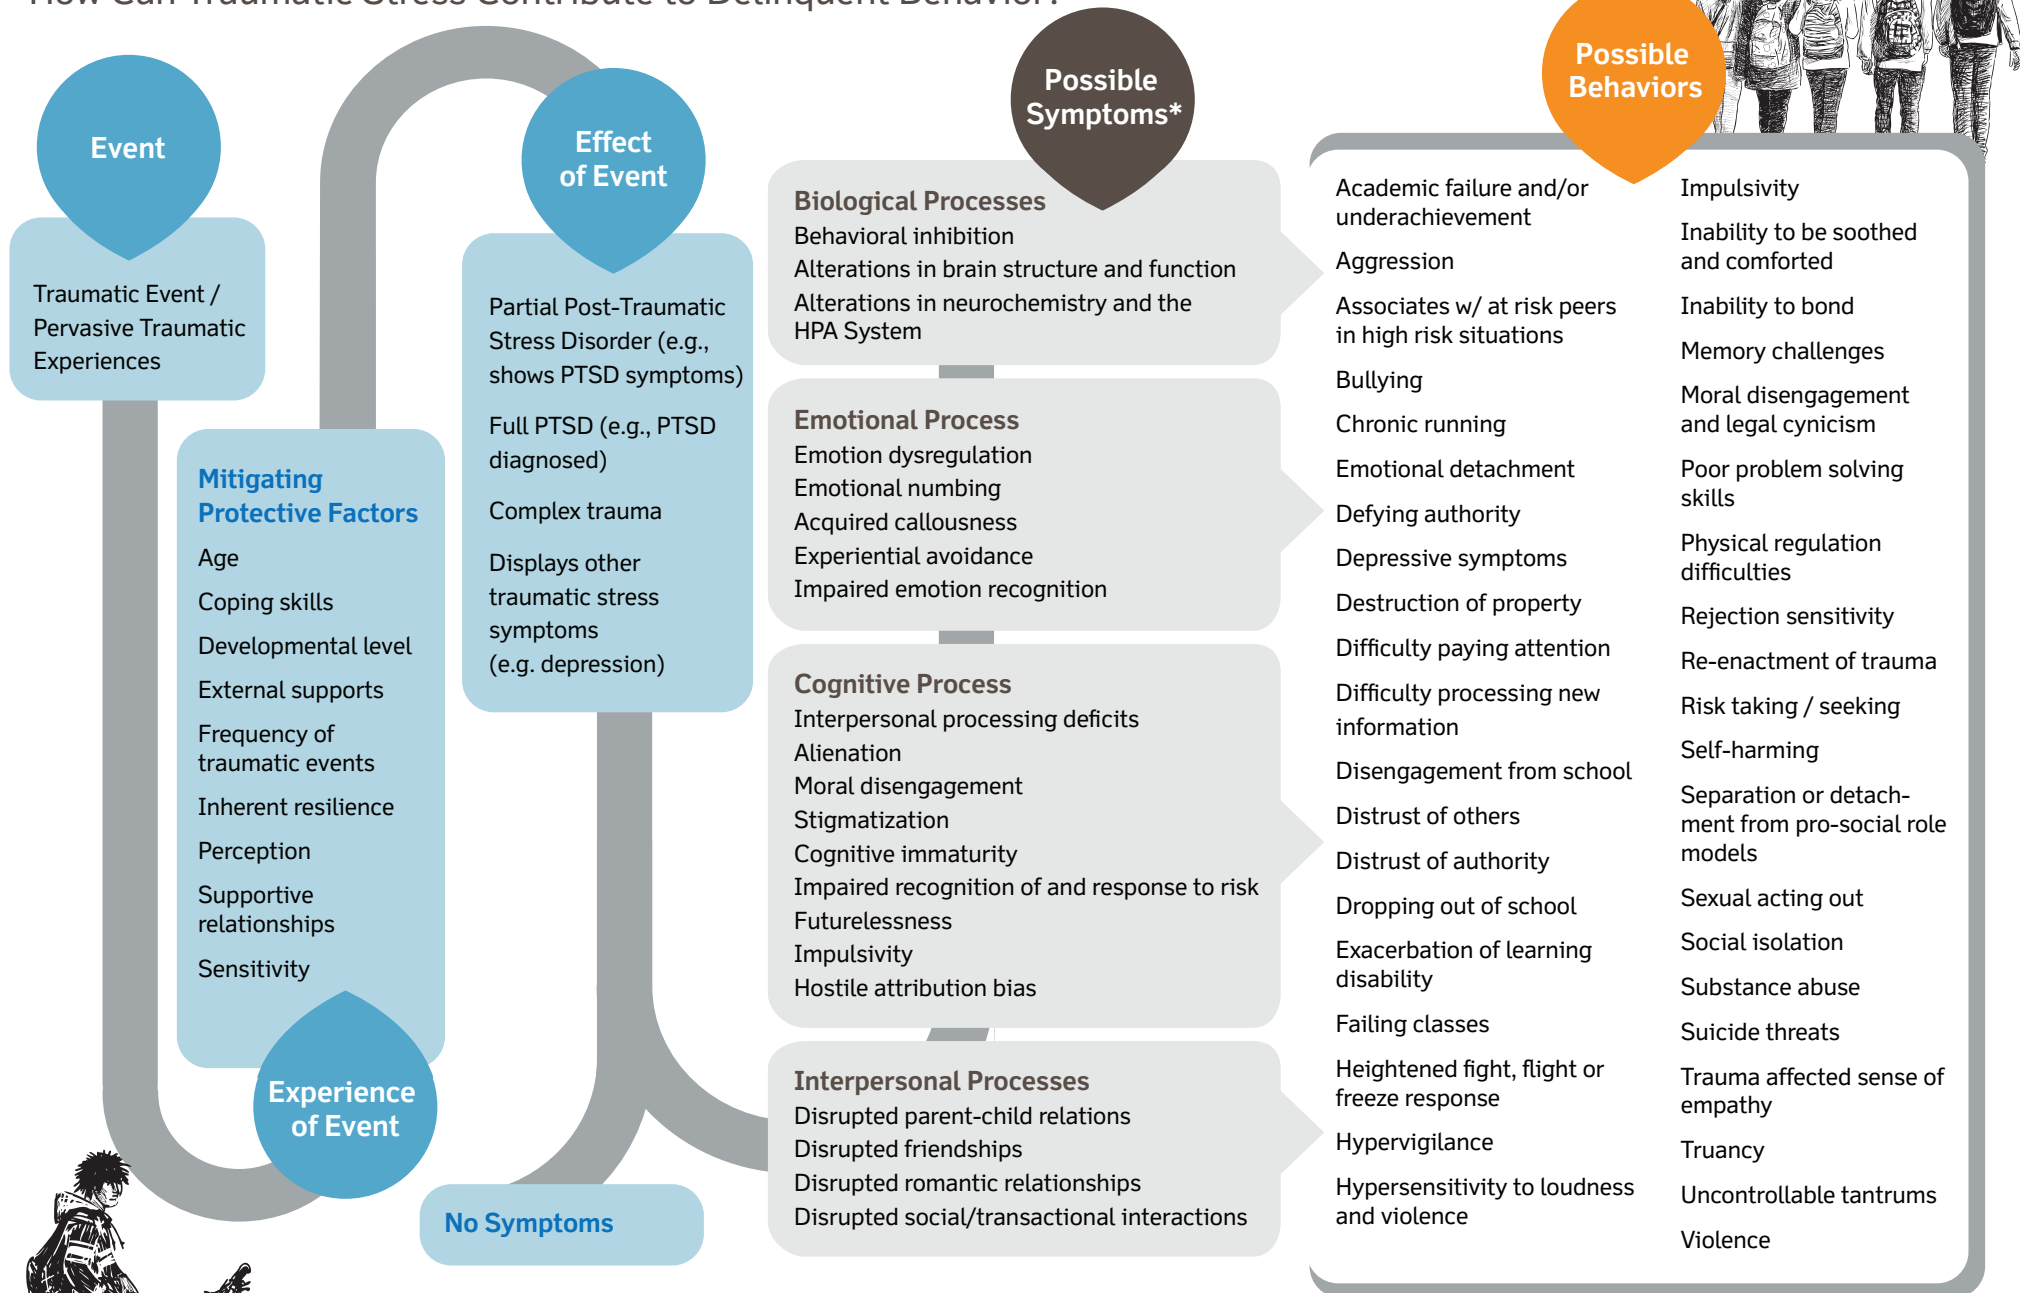 How Can Traumatic Stress Contribute to Delinquent Behavior?
Event
Traumatic Event /
Pervasive Traumatic
Experiences
Mitigating
Protective Factors
Age
Coping skills
Developmental level
External supports
Frequency of
traumatic events
Inherent resilience
Perception
Supportive
relationships
Sensitivity
Experience
of Event
Effect
of Event
Partial Post-Traumatic
Stress Disorder (e.g.,
shows PTSD symptoms)
Full PTSD (e.g., PTSD
diagnosed)
Complex trauma
Displays other
traumatic stress
symptoms
(e.g. depression)
No Symptoms
Possible
Symptoms*
Biological Processes
Behavioral inhibition
Alterations in brain structure and function
Alterations in neurochemistry and the
HPA System
Emotional Process
Emotion dysregulation
Emotional numbing
Acquired callousness
Experiential avoidance
Impaired emotion recognition
Cognitive Process
Interpersonal processing deficits
Alienation
Moral disengagement
Stigmatization
Cognitive immaturity
Impaired recognition of and response to risk
Futurelessness
Impulsivity
Hostile attribution bias
Interpersonal Processes
Disrupted parent-child relations
Disrupted friendships
Disrupted romantic relationships
Disrupted social/transactional interactions
Possible
Behaviors
Academic failure and/or
underachievement
Aggression
Associates w/ at risk peers
in high risk situations
Bullying
Chronic running
Emotional detachment
Defying authority
Depressive symptoms
Destruction of property
Difficulty paying attention
Difficulty processing new
information
Disengagement from school
Distrust of others
Distrust of authority
Dropping out of school
Exacerbation of learning
disability
Failing classes
Heightened fight, flight or
freeze response
Hypervigilance
Hypersensitivity to loudness
and violence
Impulsivity
Inability to be soothed
and comforted
Inability to bond
Memory challenges
Moral disengagement
and legal cynicism
Poor problem solving
skills
Physical regulation
difficulties
Rejection sensitivity
Re-enactment of trauma
Risk taking / seeking
Self-harming
Separation or detach-
ment from pro-social role
models
Sexual acting out
Social isolation
Substance abuse
Suicide threats
Trauma affected sense of
empathy
Truancy
Uncontrollable tantrums
Violence